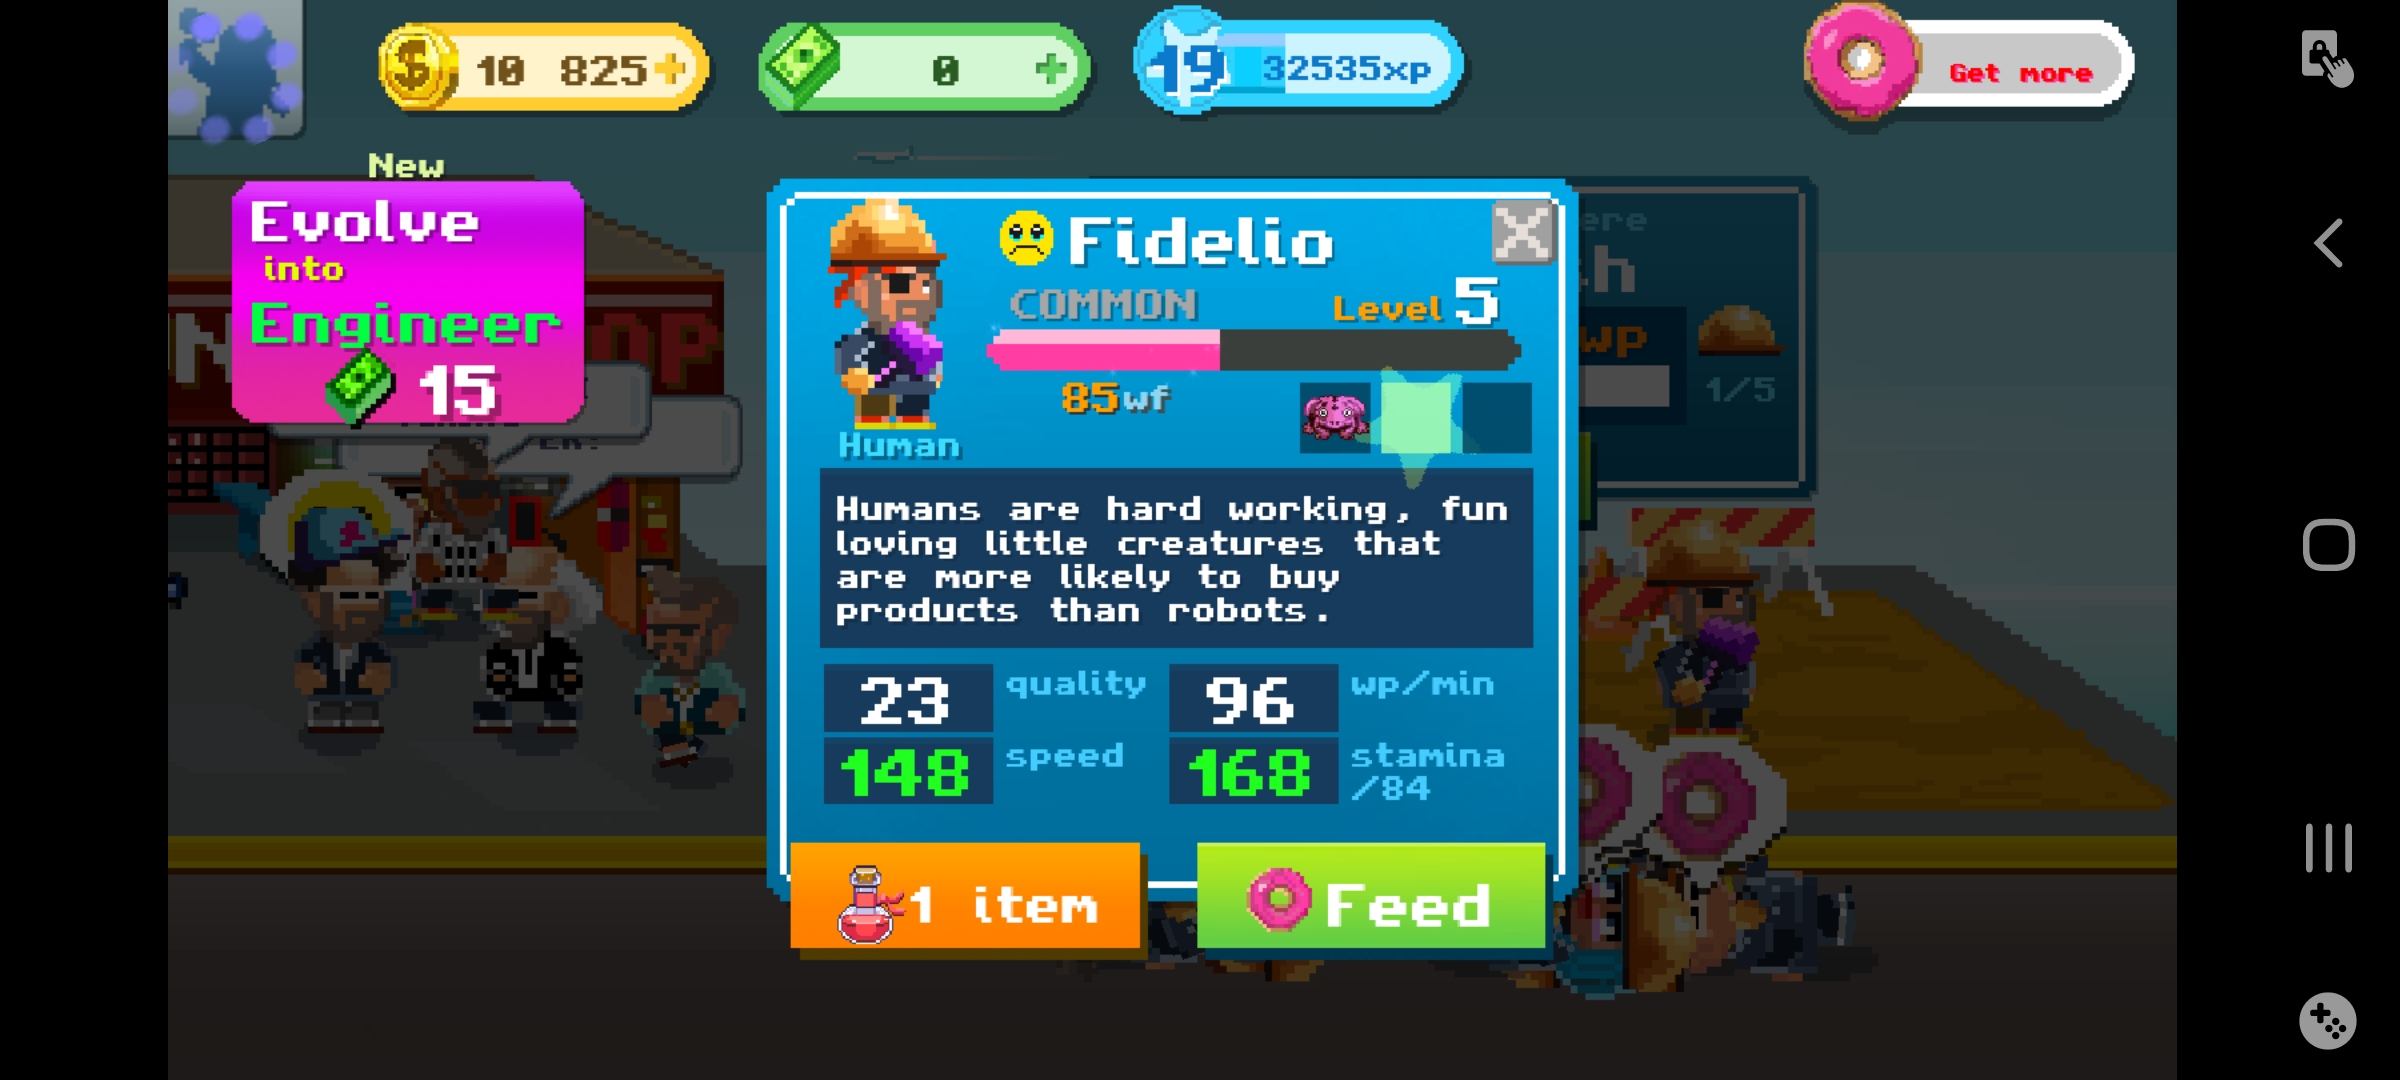 10 825
0
19
32535xp
Get more
New
Evolve
into
Engineer
15
Fidelio
COMMON
Level 5
85wf
Human
Humans are hard working, fun
loving little creatures that
are more likely to buy
products than robots.
23 quality
96 wp/min
148 speed
168 stamina
/84
1 item
Feed
wp
1/5